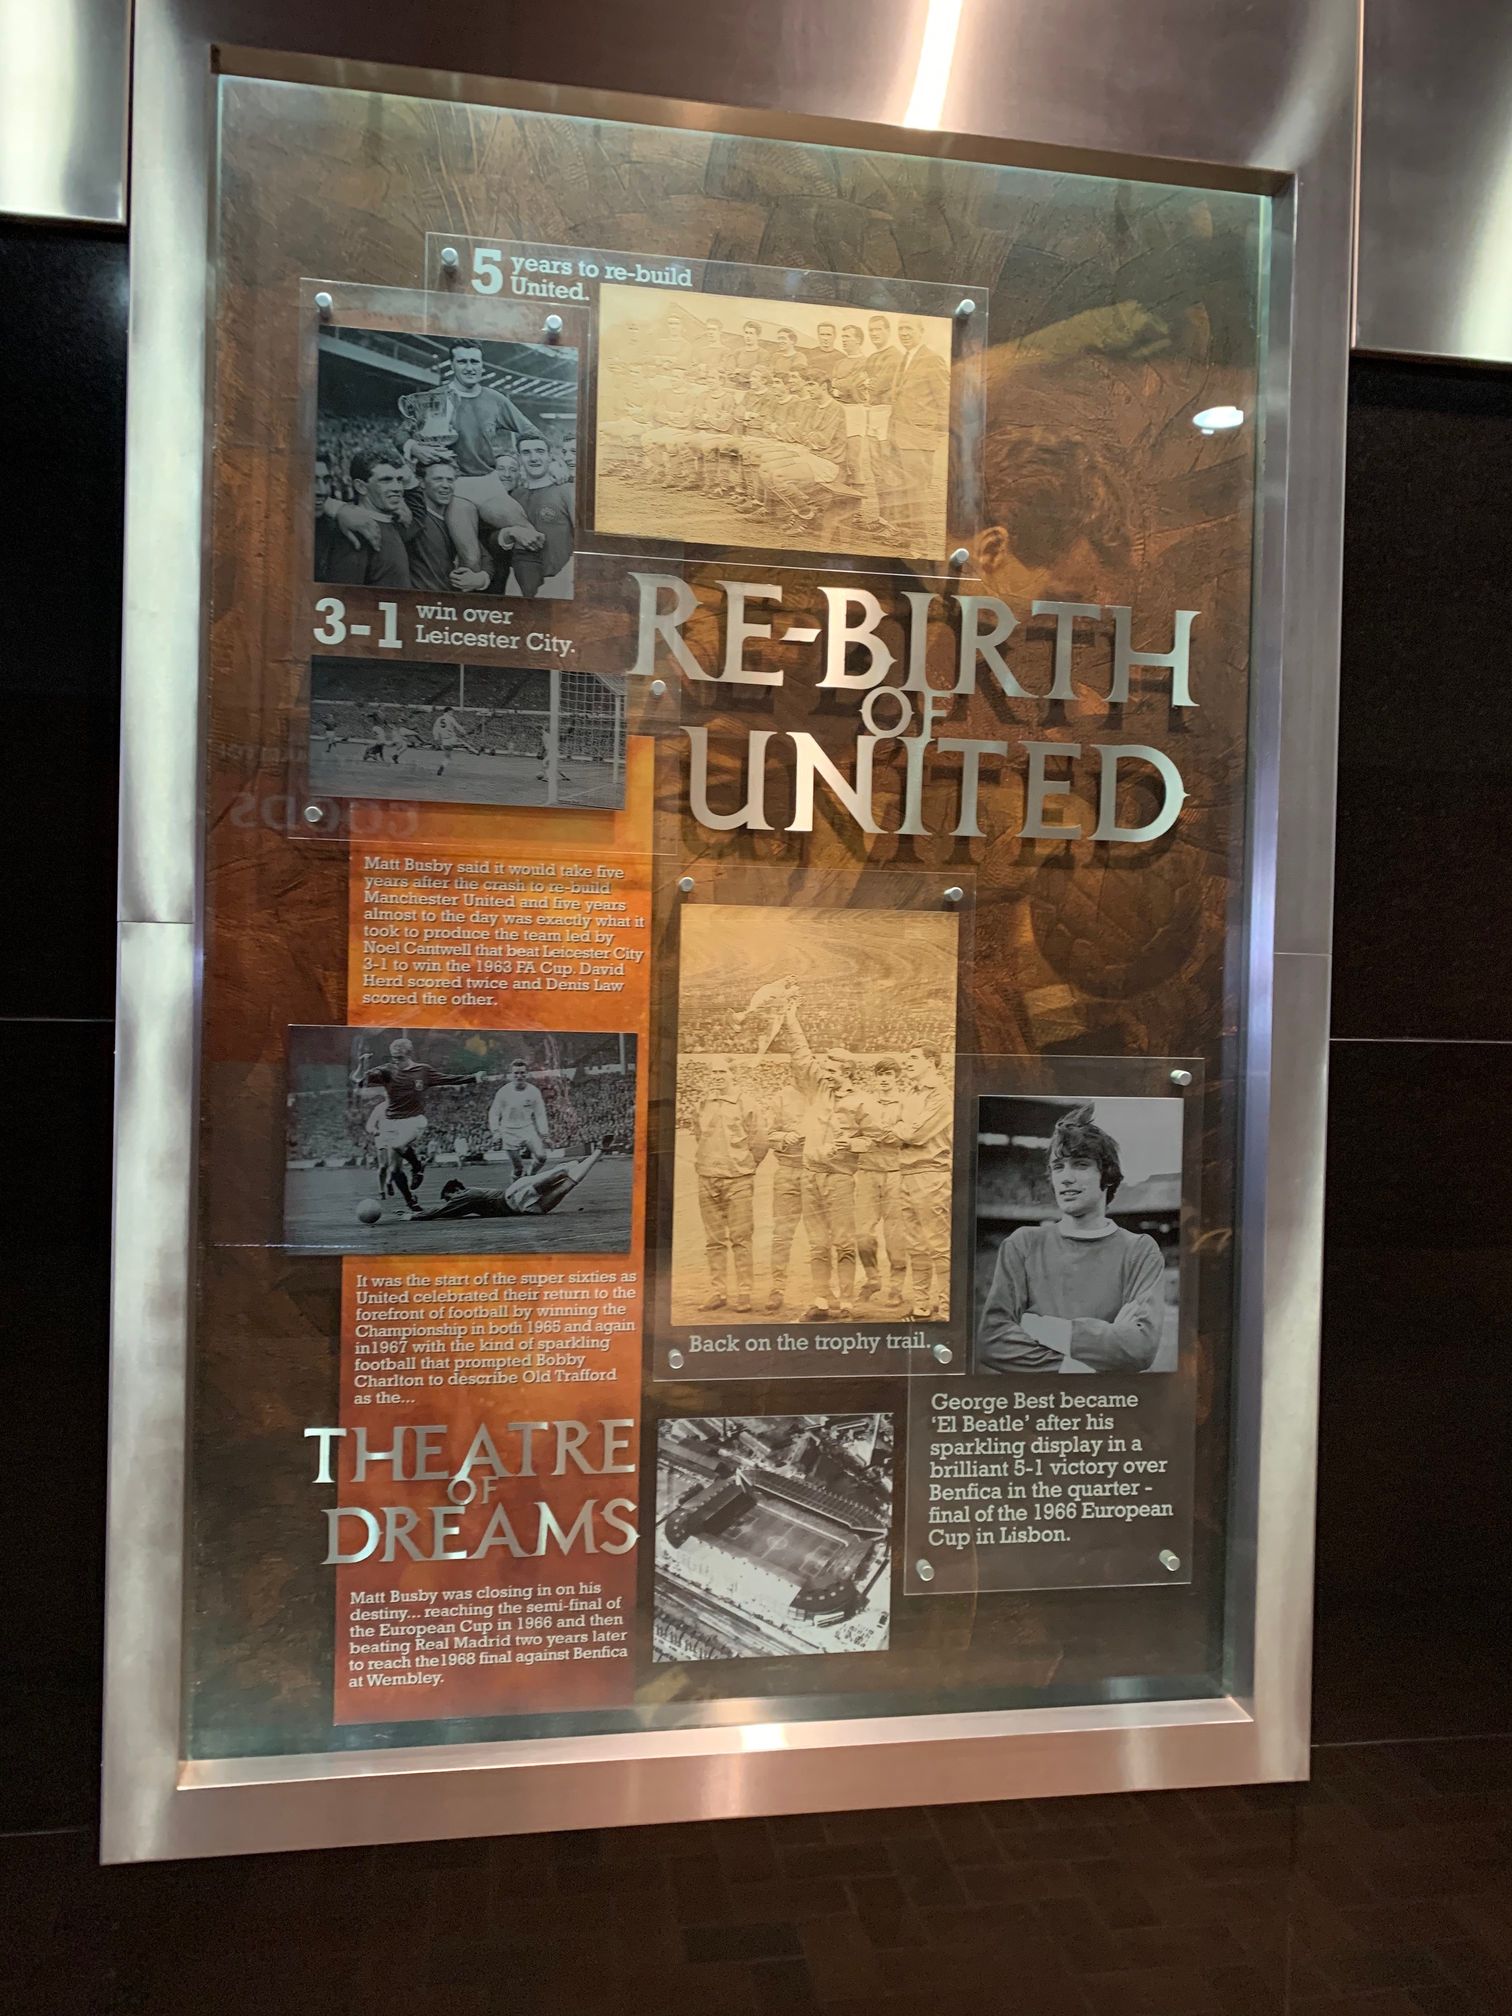 5 years to re-build
United.
3-1 win over
Leicester City.
RE-BIRTH
OF
UNITED
Matt Busby said it would take five
years after the crash to re-build
Manchester United and five years
almost to the day was exactly what it
took to produce the team led by
Noel Cantwell that beat Leicester City
3-1 to win the 1963 FA Cup. David
Herd scored twice and Denis Law
scored the other.
It was the start of the super sixties as
United celebrated their return to the
forefront of football by winning the
Championship in both 1965 and again
in1967 with the kind of sparkling
football that prompted Bobby
Charlton to describe Old Trafford
as the...
THEATRE
OF
DREAMS
Matt Busby was closing in on his
destiny... reaching the semi-final of
the European Cup in 1966 and then
beating Real Madrid two years later
to reach the1968 final against Benfica
at Wembley.
Back on the trophy trail.
George Best became
‘El Beatle’ after his
sparkling display in a
brilliant 5-1 victory over
Benfica in the quarter -
final of the 1966 European
Cup in Lisbon.